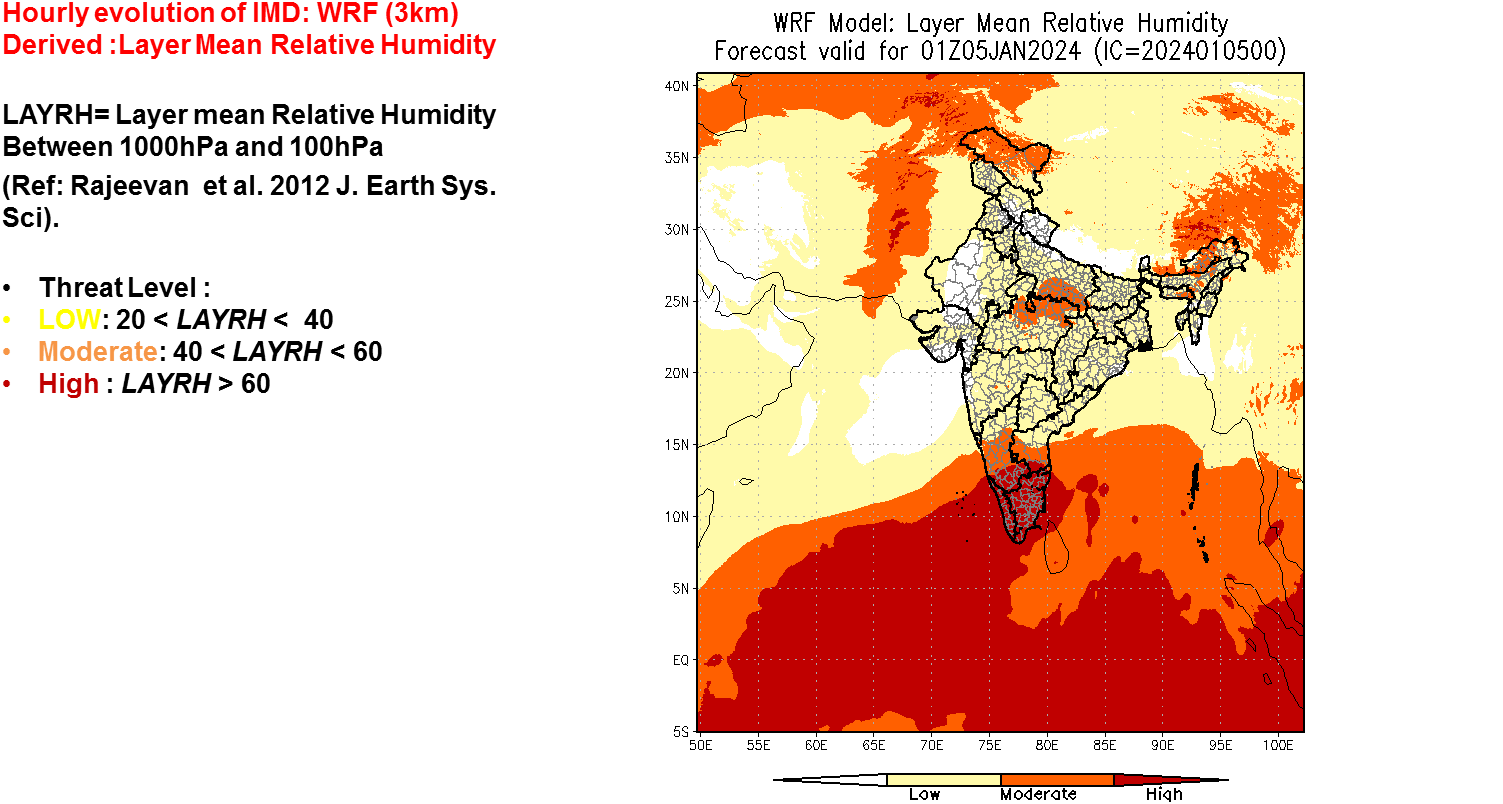 Hourly evolution of IMD: WRF (3km)
Derived :Layer Mean Relative Humidity
LAYRH= Layer mean Relative Humidity
Between 1000hPa and 100hPa
(Ref: Rajeevan et al. 2012 J. Earth Sys.
Sci).
• Threat Level :
• LOW: 20 < LAYRH < 40
• Moderate: 40 < LAYRH < 60
• High : LAYRH > 60
WRF Model: Layer Mean Relative Humidity
Forecast valid for 01Z05JAN2024 (IC=2024010500)
40N
35N
30N
25N
20N
15N
10N
5N
EQ
5S
50E 55E 60E 65E 70E 75E 80E 85E 90E 95E 100E
Low Moderate High